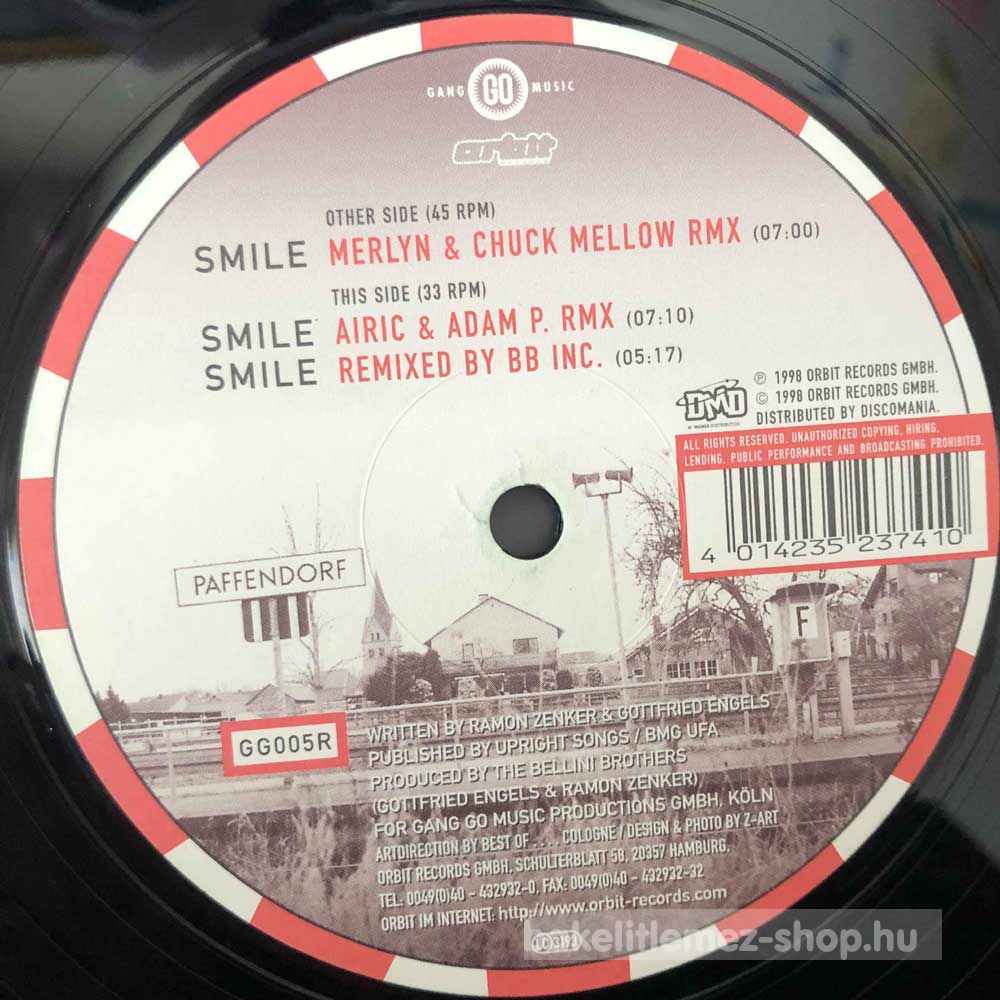 GANG GO MUSIC
orbit
OTHER SIDE (45 RPM)
SMILE MERLYN & CHUCK MELLOW RMX (07:00)
THIS SIDE (33 RPM)
SMILE AIRIC & ADAM P. RMX (07:10)
SMILE REMIXED BY BB INC. (05:17)
DMD
℗ 1998 ORBIT RECORDS GMBH.
© 1998 ORBIT RECORDS GMBH.
DISTRIBUTED BY DISCOMANIA.
ALL RIGHTS RESERVED. UNAUTHORIZED COPYING, HIRING,
LENDING, PUBLIC PERFORMANCE AND BROADCASTING PROHIBITED.
4 014235 237410
PAFFENDORF
F
GG005R
WRITTEN BY RAMON ZENKER & GOTTFRIED ENGELS
PUBLISHED BY UPRIGHT SONGS / BMG UFA
PRODUCED BY THE BELLINI BROTHERS
(GOTTFRIED ENGELS & RAMON ZENKER)
FOR GANG GO MUSIC PRODUCTIONS GMBH, KÖLN
ARTDIRECTION BY BEST OF .... COLOGNE / DESIGN & PHOTO BY Z-ART
ORBIT RECORDS GMBH, SCHULTERBLATT 58, 20357 HAMBURG,
TEL: 0049(0)40 - 432932-0, FAX: 0049(0)40 - 432932-32
ORBIT IM INTERNET: http://www.orbit-records.com
LC 3193
bakelitlemez-shop.hu